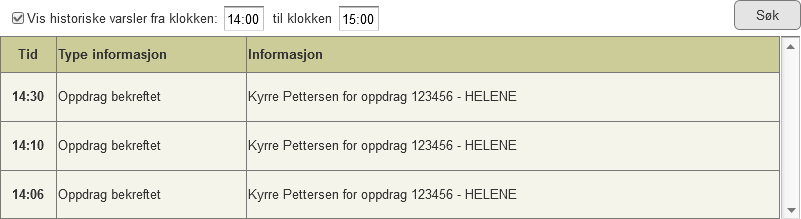 Vis historiske varsler fra klokken: 14:00 til klokken 15:00 Søk
Tid Type informasjon Informasjon
14:30 Oppdrag bekreftet Kyrre Pettersen for oppdrag 123456 - HELENE
14:10 Oppdrag bekreftet Kyrre Pettersen for oppdrag 123456 - HELENE
14:06 Oppdrag bekreftet Kyrre Pettersen for oppdrag 123456 - HELENE